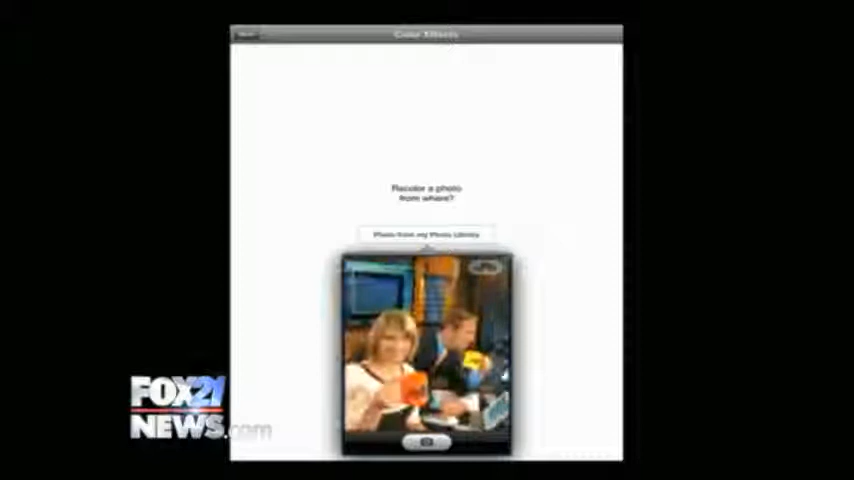 Color Effects
Recolor a photo
from where?
Photo from my Photo Library
FOX21
NEWS.com